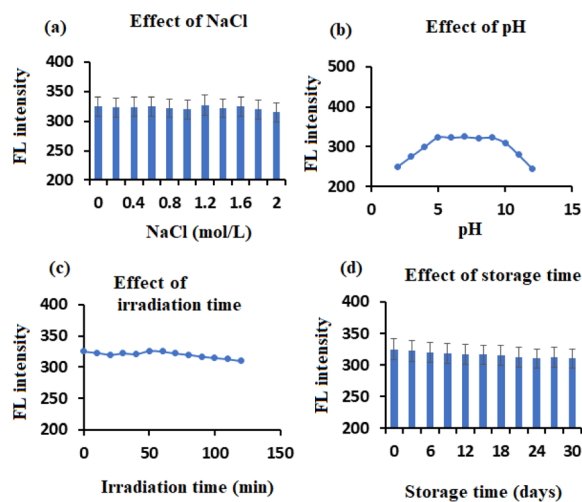 (a)
Effect of NaCl
FL intensity
400
350
300
250
200
0 0.4 0.8 1.2 1.6 2
NaCl (mol/L)
(b)
Effect of pH
FL intensity
500
400
300
200
0 5 10 15
pH
(c)
Effect of
irradiation time
FL intensity
400
350
300
250
200
0 50 100 150
Irradiation time (min)
(d)
Effect of storage time
FL intensity
400
350
300
250
200
0 6 12 18 24 30
Storage time (days)